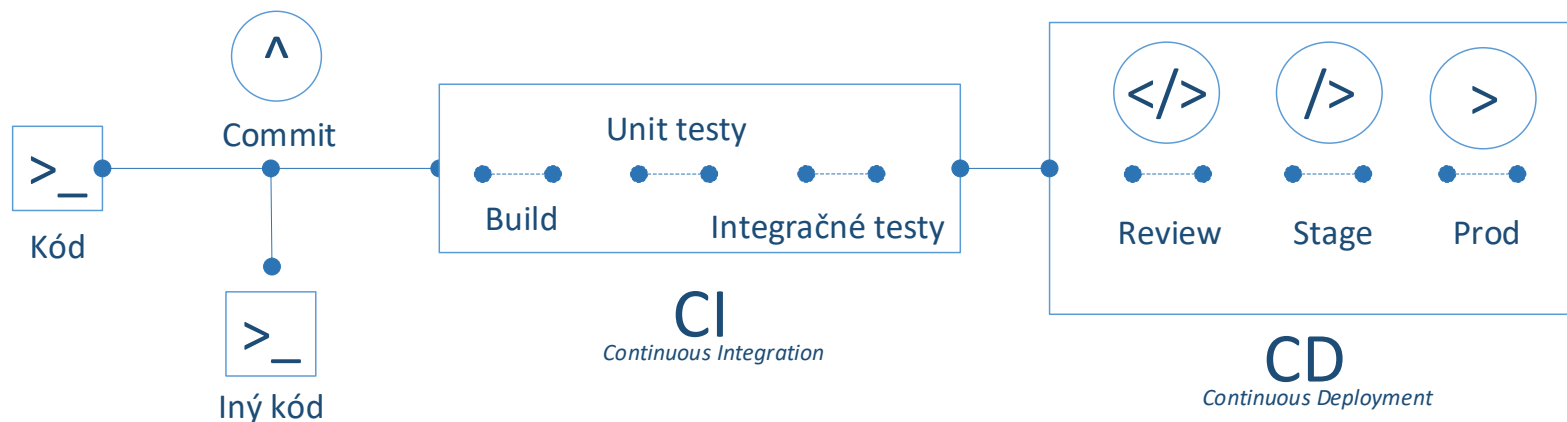 >_
Kód
^
Commit
>_
Iný kód
Build
Unit testy
Integračné testy
CI
Continuous Integration
</>
/>
>
Review
Stage
Prod
CD
Continuous Deployment